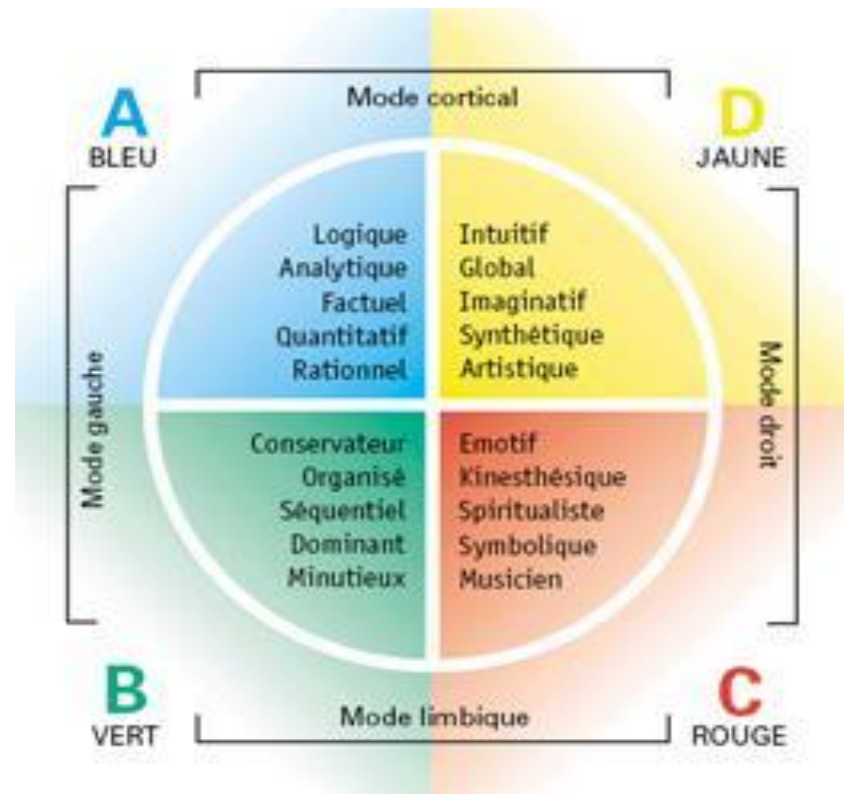 Mode cortical
A
BLEU
D
JAUNE
Logique
Analytique
Factuel
Quantitatif
Rationnel
Intuitif
Global
Imaginatif
Synthétique
Artistique
Mode gauche
Mode droit
Conservateur
Organisé
Séquentiel
Dominant
Minutieux
Emotif
Kinesthésique
Spiritualiste
Symbolique
Musicien
B
VERT
C
ROUGE
Mode limbique